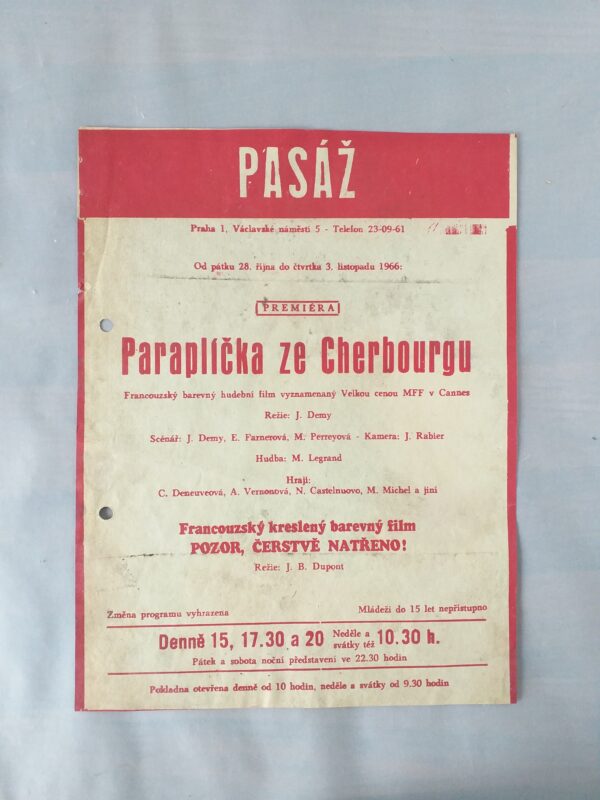 PASÁŽ
Praha 1, Václavské náměstí 5 - Telefon 23-09-61
Od pátku 28. října do čtvrtka 3. listopadu 1966:
PREMIÉRA
Paraplíčka ze Cherbourgu
Francouzský barevný hudební film vyznamenaný Velkou cenou MFF v Cannes
Režie: J. Demy
Scénář: J. Demy, E. Farnerová, M. Perreyová - Kamera: J. Rabier
Hudba: M. Legrand
Hrají:
C. Deneuveová, A. Vernonová, N. Castelnuovo, M. Michel a jiní
Francouzský kreslený barevný film
POZOR, ČERSTVĚ NATŘENO!
Režie: J. B. Dupont
Změna programu vyhrazena
Mládeži do 15 let nepřístupno
Denně 15, 17.30 a 20 Neděle a svátky též 10.30 h.
Pátek a sobota noční představení ve 22.30 hodin
Pokladna otevřena denně od 10 hodin, neděle a svátky od 9.30 hodin